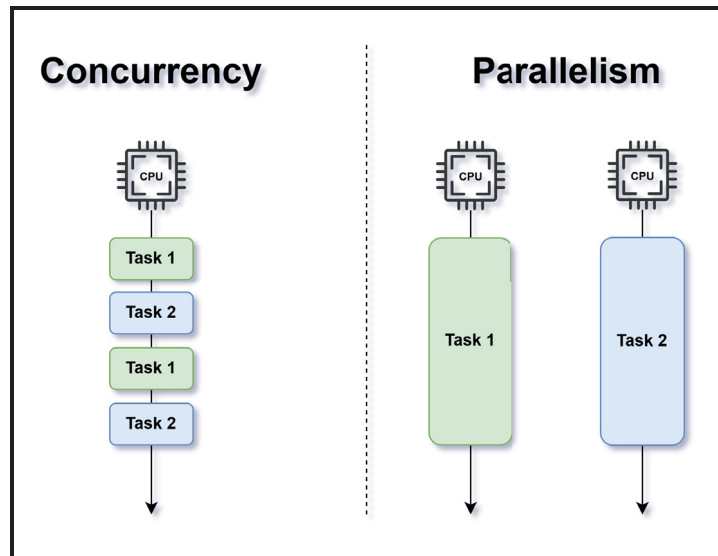 Concurrency
Parallelism
CPU
CPU
CPU
Task 1
Task 2
Task 1
Task 2
Task 1
Task 2